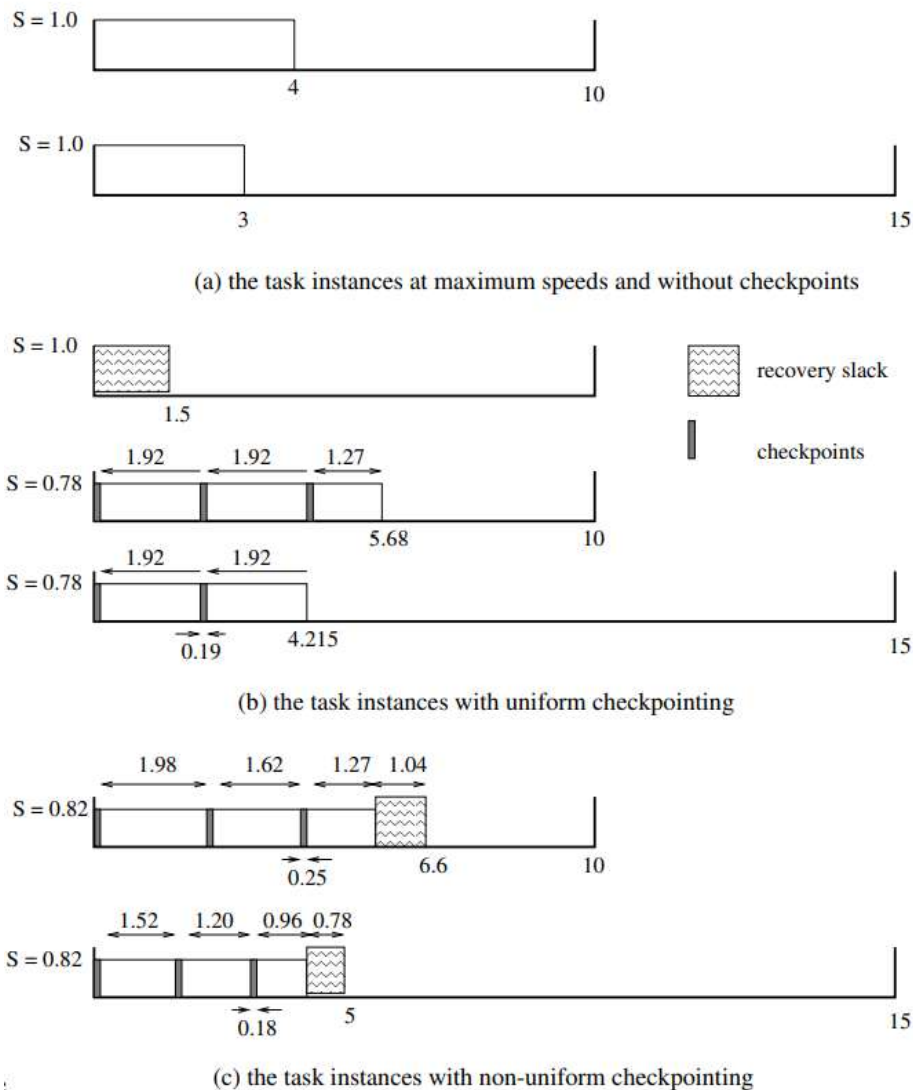 S = 1.0
4
10
S = 1.0
3
15
(a) the task instances at maximum speeds and without checkpoints
S = 1.0
1.5
recovery slack
checkpoints
1.92 1.92 1.27
S = 0.78
5.68
10
1.92 1.92
S = 0.78
0.19
4.215
15
(b) the task instances with uniform checkpointing
1.98 1.62 1.27 1.04
S = 0.82
0.25
6.6
10
1.52 1.20 0.96 0.78
S = 0.82
0.18
5
15
(c) the task instances with non-uniform checkpointing